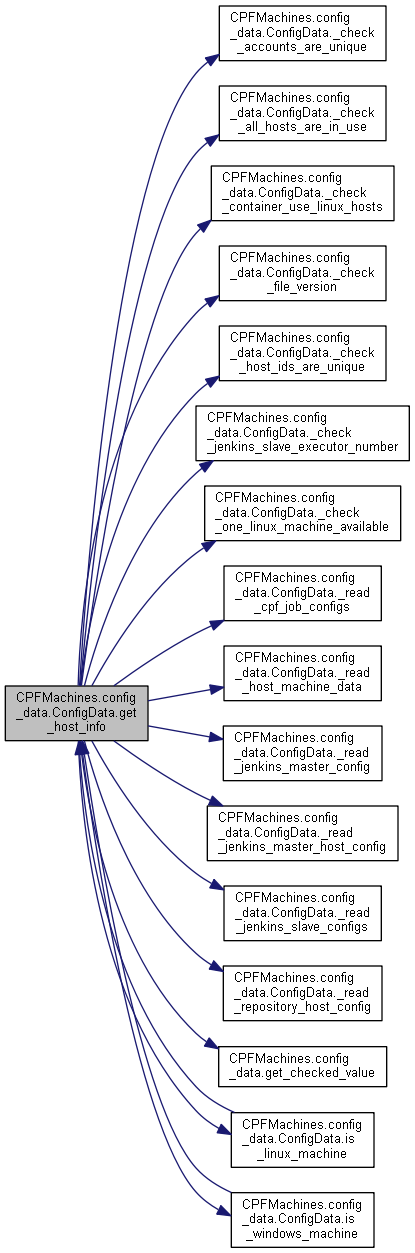 CPFMachines.config
_data.ConfigData._check
_accounts_are_unique
CPFMachines.config
_data.ConfigData._check
_all_hosts_are_in_use
CPFMachines.config
_data.ConfigData._check
_container_use_linux_hosts
CPFMachines.config
_data.ConfigData._check
_file_version
CPFMachines.config
_data.ConfigData._check
_host_ids_are_unique
CPFMachines.config
_data.ConfigData._check
_jenkins_slave_executor_number
CPFMachines.config
_data.ConfigData._check
_one_linux_machine_available
CPFMachines.config
_data.ConfigData._read
_cpf_job_configs
CPFMachines.config
_data.ConfigData.get
_host_info
CPFMachines.config
_data.ConfigData._read
_host_machine_data
CPFMachines.config
_data.ConfigData._read
_jenkins_master_config
CPFMachines.config
_data.ConfigData._read
_jenkins_master_host_config
CPFMachines.config
_data.ConfigData._read
_jenkins_slave_configs
CPFMachines.config
_data.ConfigData._read
_repository_host_config
CPFMachines.config
_data.get_checked_value
CPFMachines.config
_data.ConfigData.is
_linux_machine
CPFMachines.config
_data.ConfigData.is
_windows_machine